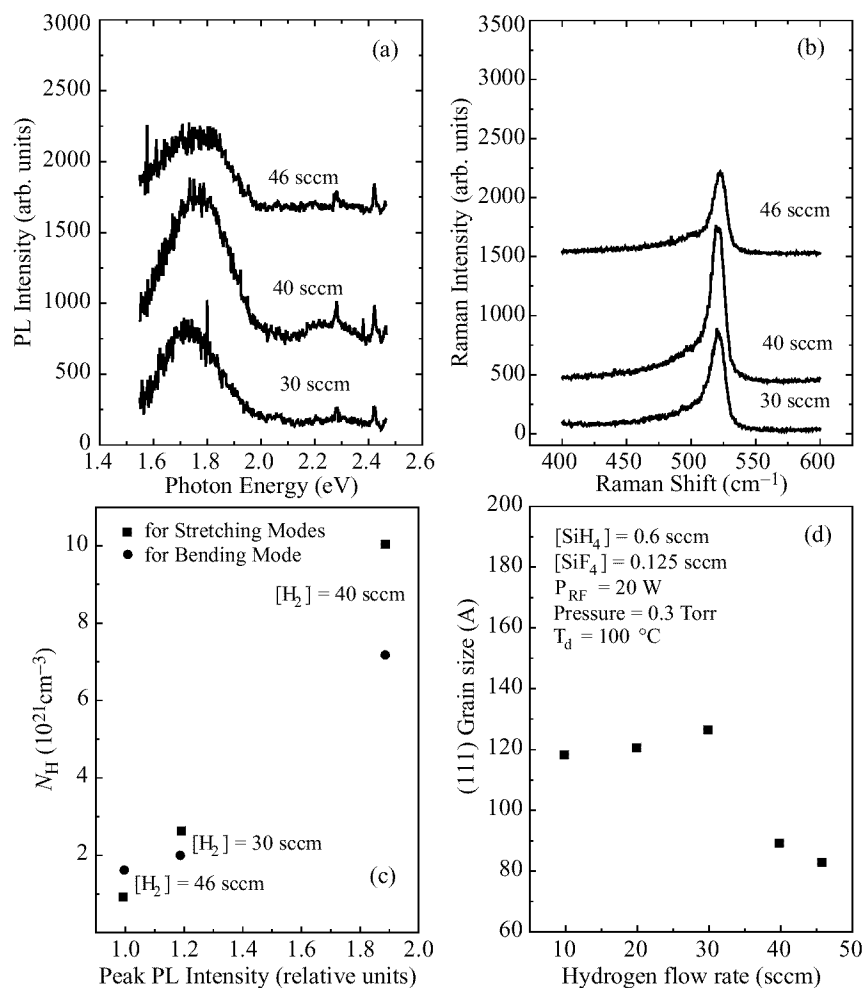 3000
2500
2000
1500
1000
500
0
PL Intensity (arb. units)
(a)
46 sccm
40 sccm
30 sccm
1.4 1.6 1.8 2.0 2.2 2.4 2.6
Photon Energy (eV)
3500
3000
2500
2000
1500
1000
500
0
Raman Intensity (arb. units)
(b)
46 sccm
40 sccm
30 sccm
400 450 500 550 600
Raman Shift (cm⁻¹)
10
8
6
4
2
N_H (10²¹cm⁻³)
■ for Stretching Modes
● for Bending Mode
[H₂] = 40 sccm
[H₂] = 30 sccm
[H₂] = 46 sccm
(c)
1.0 1.2 1.4 1.6 1.8 2.0
Peak PL Intensity (relative units)
200
180
160
140
120
100
80
60
(111) Grain size (A)
(d)
[SiH₄] = 0.6 sccm
[SiF₄] = 0.125 sccm
P_RF = 20 W
Pressure = 0.3 Torr
T_d = 100 °C
10 20 30 40 50
Hydrogen flow rate (sccm)